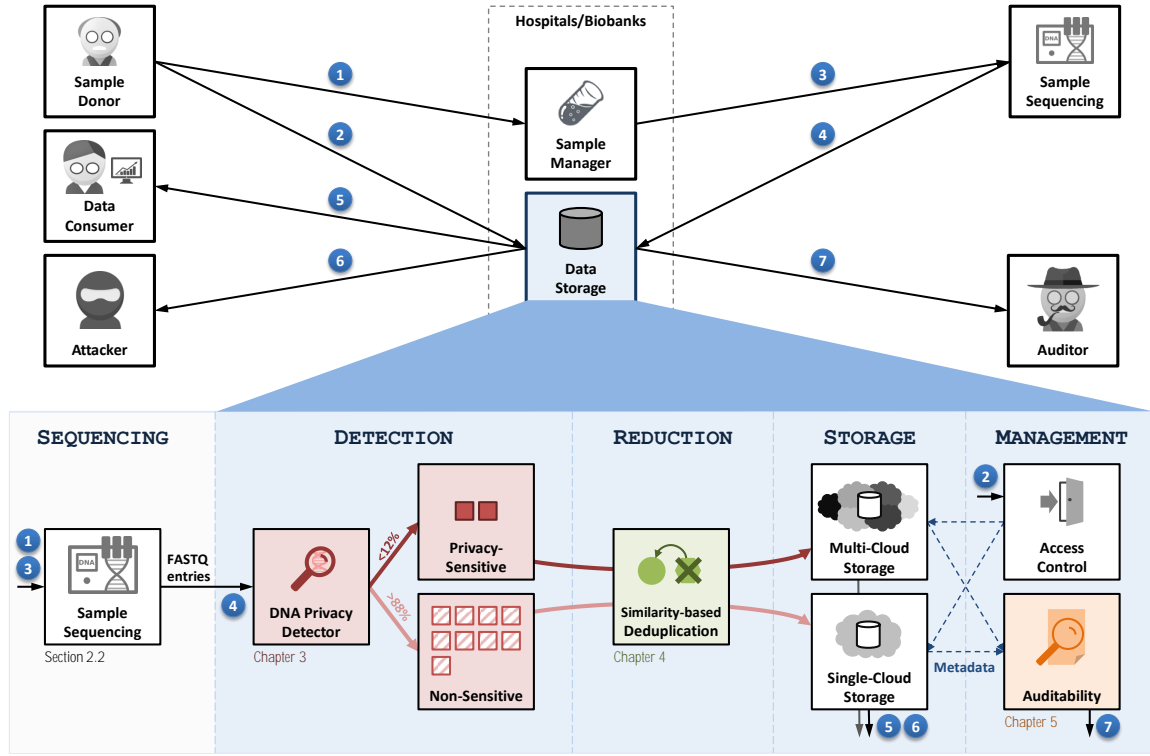 Hospitals/Biobanks
Sample
Donor
1
Sample
Manager
3
DNA
Sample
Sequencing
2
4
Data
Consumer
5
Data
Storage
6
7
Attacker
Auditor
SEQUENCING
DETECTION
REDUCTION
STORAGE
MANAGEMENT
1
3
Sample
Sequencing
DNA
Section 2.2
FASTQ
entries
4
DNA Privacy
Detector
Chapter 3
<12%
>88%
Privacy-
Sensitive
Non-Sensitive
Similarity-based
Deduplication
Chapter 4
Multi-Cloud
Storage
Single-Cloud
Storage
5
6
2
Access
Control
Metadata
Auditability
Chapter 5
7